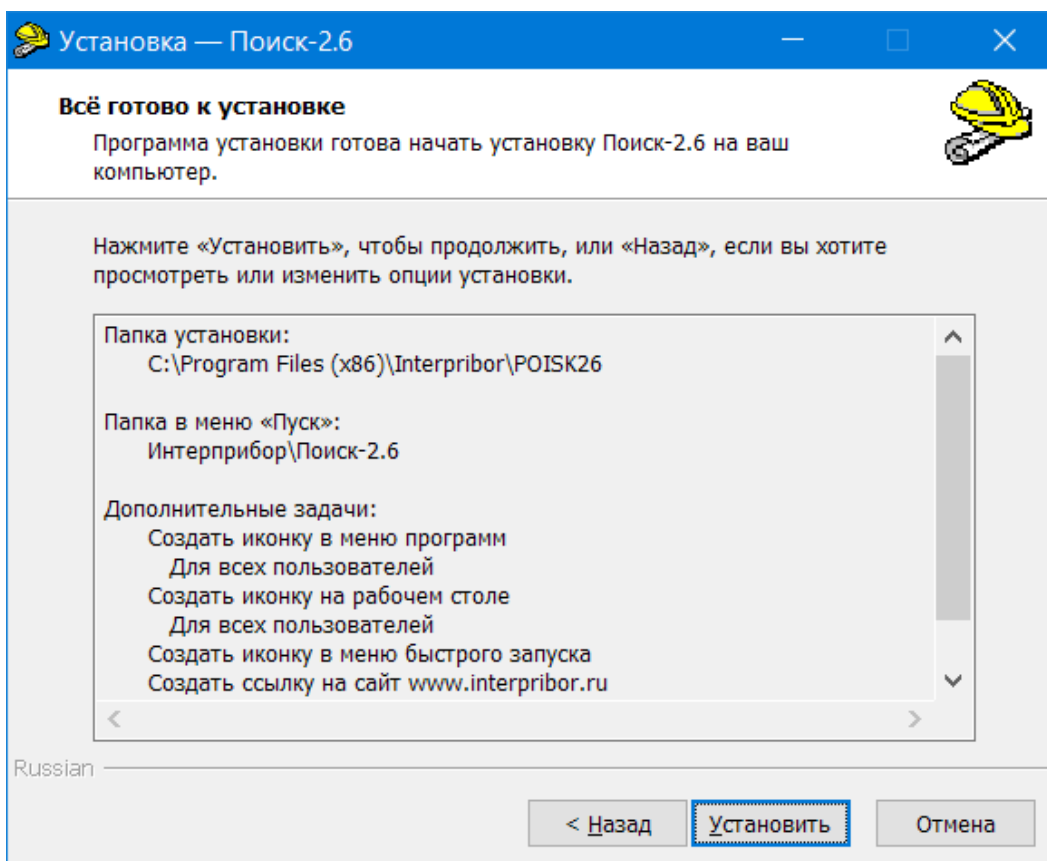 Установка — Поиск-2.6
Всё готово к установке
Программа установки готова начать установку Поиск-2.6 на ваш
компьютер.
Нажмите «Установить», чтобы продолжить, или «Назад», если вы хотите
просмотреть или изменить опции установки.
Папка установки:
C:\Program Files (x86)\Interpribor\POISK26
Папка в меню «Пуск»:
Интерприбор\Поиск-2.6
Дополнительные задачи:
Создать иконку в меню программ
Для всех пользователей
Создать иконку на рабочем столе
Для всех пользователей
Создать иконку в меню быстрого запуска
Создать ссылку на сайт www.interpribor.ru
Russian
< Назад
Установить
Отмена